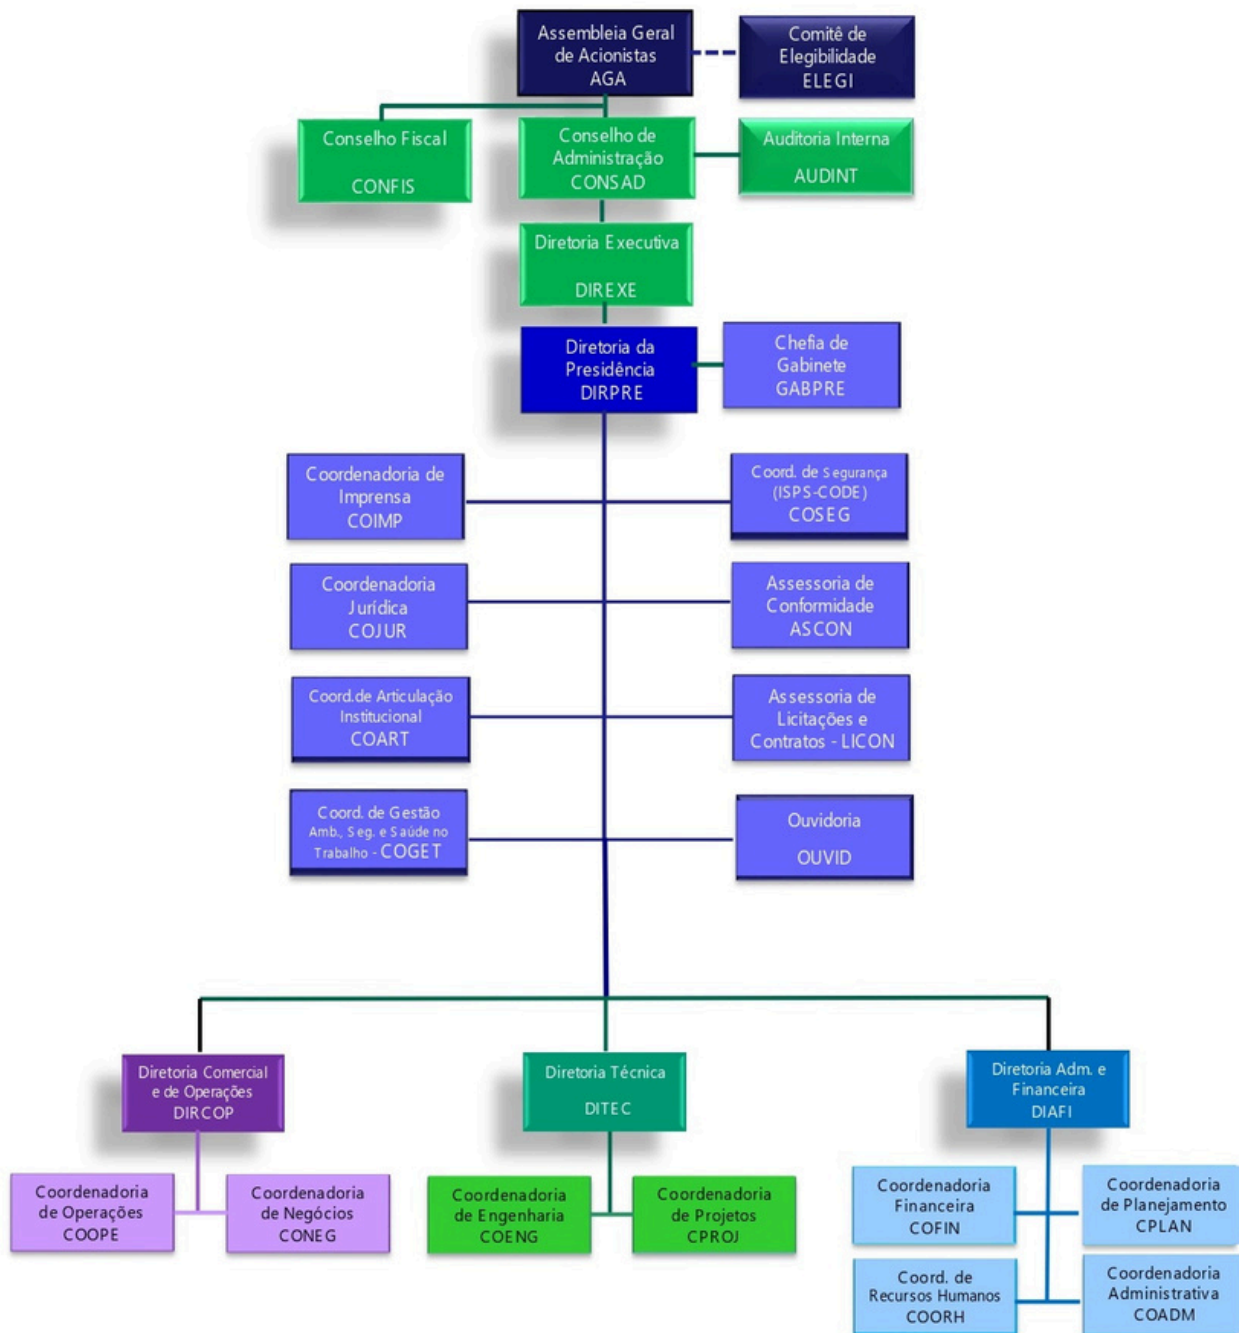 Assembleia Geral
de Acionistas
AGA
Comitê de
Elegibilidade
ELEGI
Conselho Fiscal
CONFIS
Conselho de
Administração
CONSAD
Auditoria Interna
AUDINT
Diretoria Executiva
DIREXE
Diretoria da
Presidência
DIRPRE
Chefia de
Gabinete
GABPRE
Coordenadoria de
Imprensa
COIMP
Coord. de Segurança
(ISPS-CODE)
COSEG
Coordenadoria
Jurídica
COJUR
Assessoria de
Conformidade
ASCON
Coord.de Articulação
Institucional
COART
Assessoria de
Licitações e
Contratos - LICON
Coord. de Gestão
Amb., Seg. e Saúde no
Trabalho - COGET
Ouvidoria
OUVID
Diretoria Comercial
e de Operações
DIRCOP
Diretoria Técnica
DITEC
Diretoria Adm. e
Financeira
DIAFI
Coordenadoria
de Operações
COOPE
Coordenadoria
de Negócios
CONEG
Coordenadoria
de Engenharia
COENG
Coordenadoria
de Projetos
CPROJ
Coordenadoria
Financeira
COFIN
Coordenadoria
de Planejamento
CPLAN
Coord. de
Recursos Humanos
COORH
Coordenadoria
Administrativa
COADM